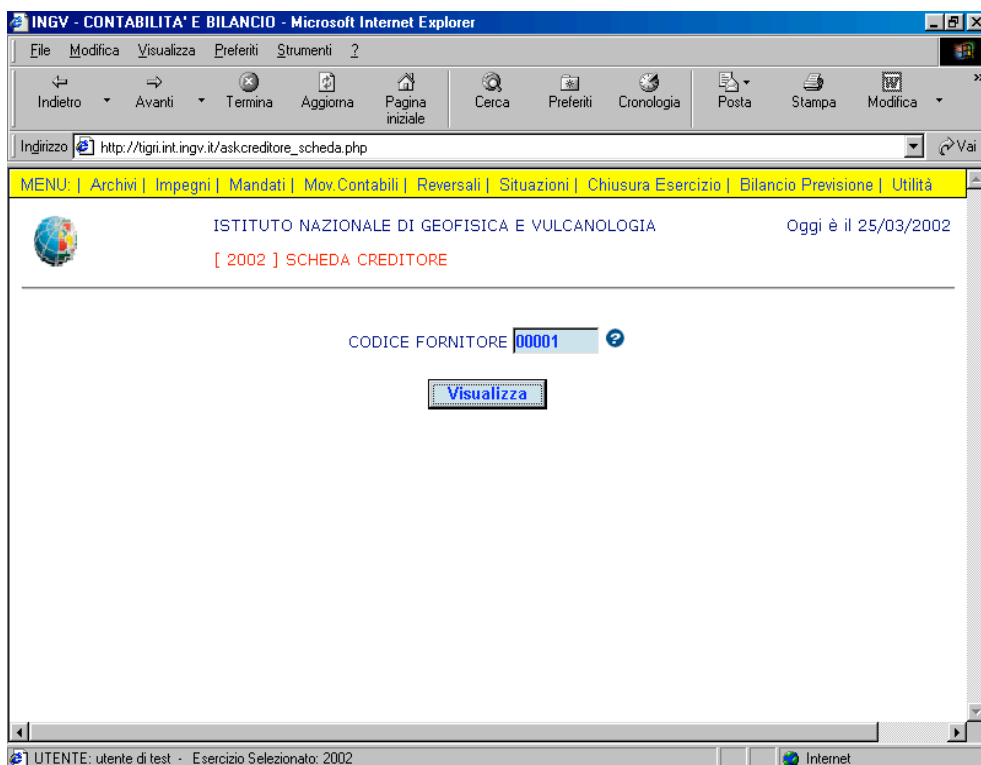 INGV - CONTABILITA' E BILANCIO - Microsoft Internet Explorer
File Modifica Visualizza Preferiti Strumenti ?
Indietro Avanti Termina Aggiorna Pagina iniziale Cerca Preferiti Cronologia Posta Stampa Modifica »
Indirizzo http://tigri.int.ingv.it/askcreditore_scheda.php Vai
MENU: | Archivi | Impegni | Mandati | Mov.Contabili | Reversali | Situazioni | Chiusura Esercizio | Bilancio Previsione | Utilità
ISTITUTO NAZIONALE DI GEOFISICA E VULCANOLOGIA Oggi è il 25/03/2002
[ 2002 ] SCHEDA CREDITORE
CODICE FORNITORE 00001 ?
Visualizza
UTENTE: utente di test - Esercizio Selezionato: 2002 Internet